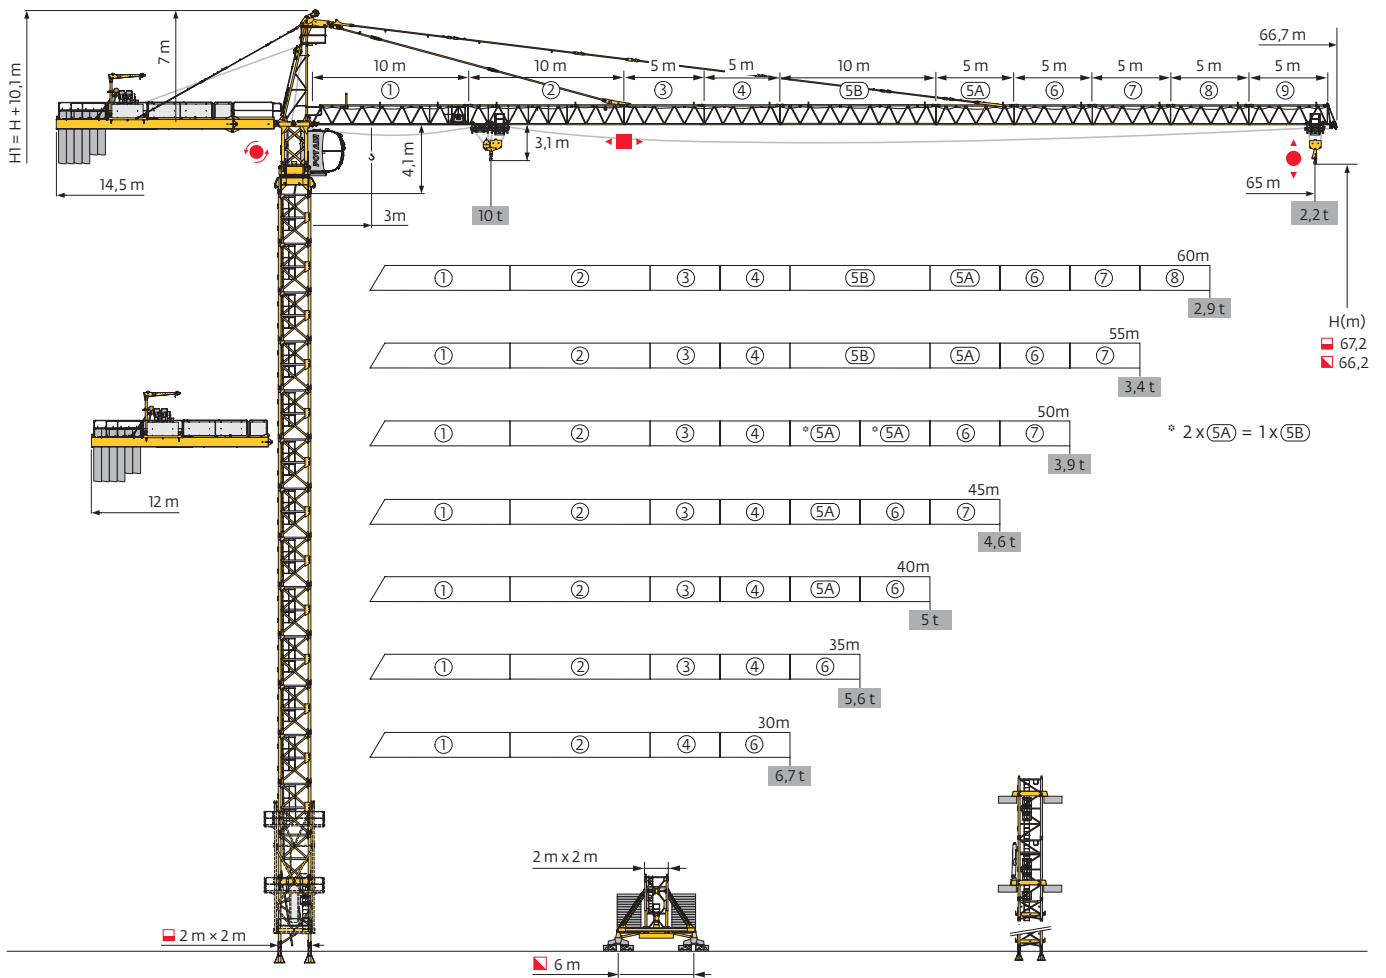 66,7 m
H1 = H + 10,1 m
7 m
10 m 10 m 5 m 5 m 10 m 5 m 5 m 5 m 5 m 5 m
① ② ③ ④ 5B 5A ⑥ ⑦ ⑧ ⑨
POTAIN
4,1 m
3,1 m
14,5 m
3m
10 t
65 m
2,2 t
60m
① ② ③ ④ 5B 5A ⑥ ⑦ ⑧
2,9 t
H(m)
67,2
66,2
55m
① ② ③ ④ 5B 5A ⑥ ⑦
3,4 t
50m
① ② ③ ④ *5A *5A ⑥ ⑦
3,9 t
* 2 x 5A = 1 x 5B
12 m
45m
① ② ③ ④ 5A ⑥ ⑦
4,6 t
40m
① ② ③ ④ 5A ⑥
5 t
35m
① ② ③ ④ ⑥
5,6 t
30m
① ② ④ ⑥
6,7 t
2 m x 2 m
2 m × 2 m
6 m